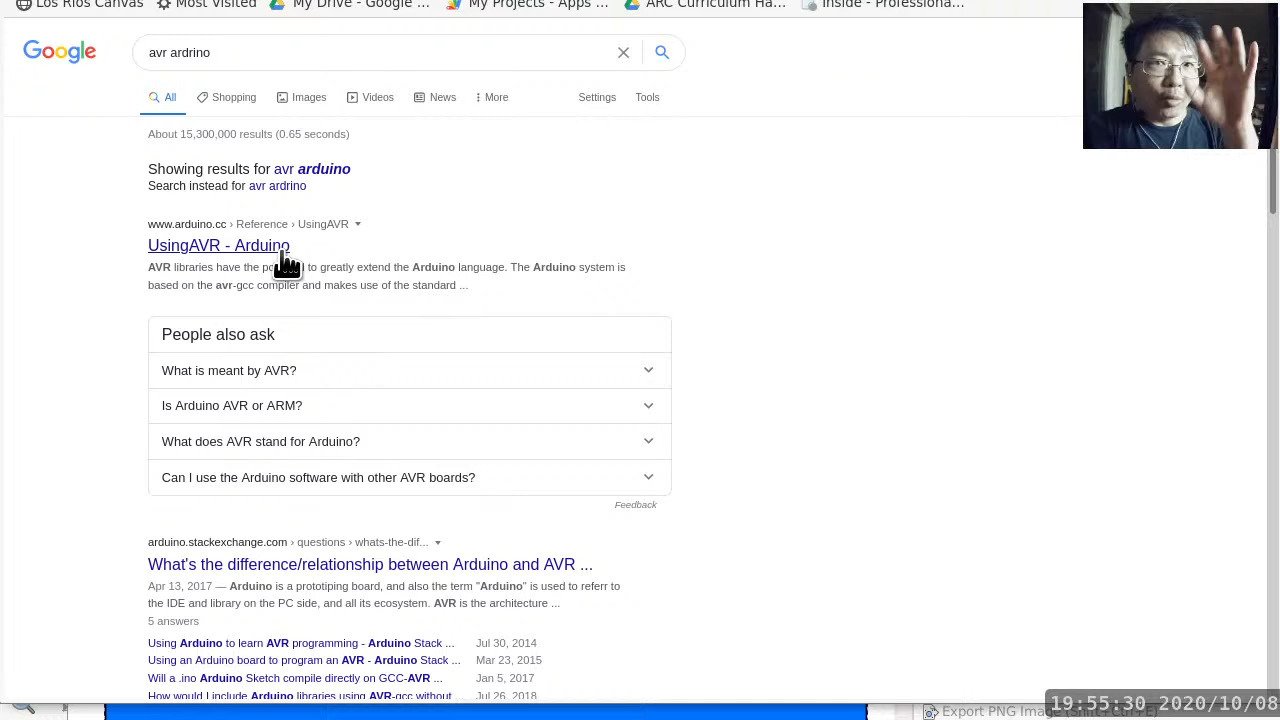 Los Rios Canvas Most Visited My Drive - Google ... My Projects - Apps ... ARC Curriculum Ha... Inside - Professiona...
Google avr ardrino
All Shopping Images Videos News More Settings Tools
About 15,300,000 results (0.65 seconds)
Showing results for avr arduino
Search instead for avr ardrino
www.arduino.cc › Reference › UsingAVR
UsingAVR - Arduino
AVR libraries have the to greatly extend the Arduino language. The Arduino system is
based on the avr-gcc compiler and makes use of the standard ...
People also ask
What is meant by AVR?
Is Arduino AVR or ARM?
What does AVR stand for Arduino?
Can I use the Arduino software with other AVR boards?
Feedback
arduino.stackexchange.com › questions › whats-the-dif...
What's the difference/relationship between Arduino and AVR ...
Apr 13, 2017 — Arduino is a prototiping board, and also the term "Arduino" is used to referr to
the IDE and library on the PC side, and all its ecosystem. AVR is the architecture ...
5 answers
Using Arduino to learn AVR programming - Arduino Stack ... Jul 30, 2014
Using an Arduino board to program an AVR - Arduino Stack ... Mar 23, 2015
Will a .ino Arduino Sketch compile directly on GCC-AVR ... Jan 5, 2017
How would I include Arduino libraries using AVR-gcc without ... Jul 26, 2018
19:55:30 2020/10/08
Export PNG Image (Shift+Ctrl+E)